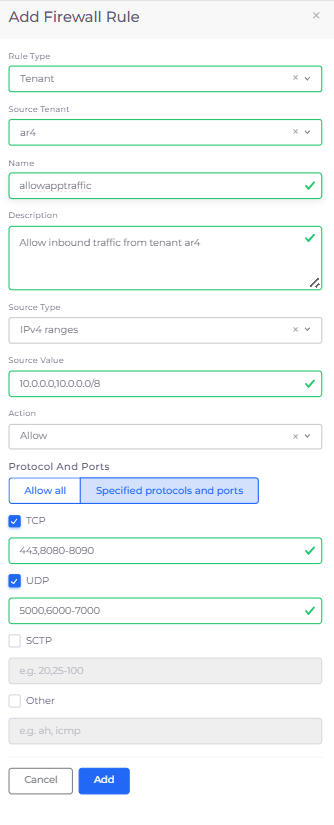 Add Firewall Rule
Rule Type
Tenant
Source Tenant
ar4
Name
allowapptraffic
Description
Allow inbound traffic from tenant ar4
Source Type
IPv4 ranges
Source Value
10.0.0.0,10.0.0.0/8
Action
Allow
Protocol And Ports
Allow all Specified protocols and ports
TCP
443,8080-8090
UDP
5000,6000-7000
SCTP
e.g. 20,25-100
Other
e.g. ah, icmp
Cancel Add